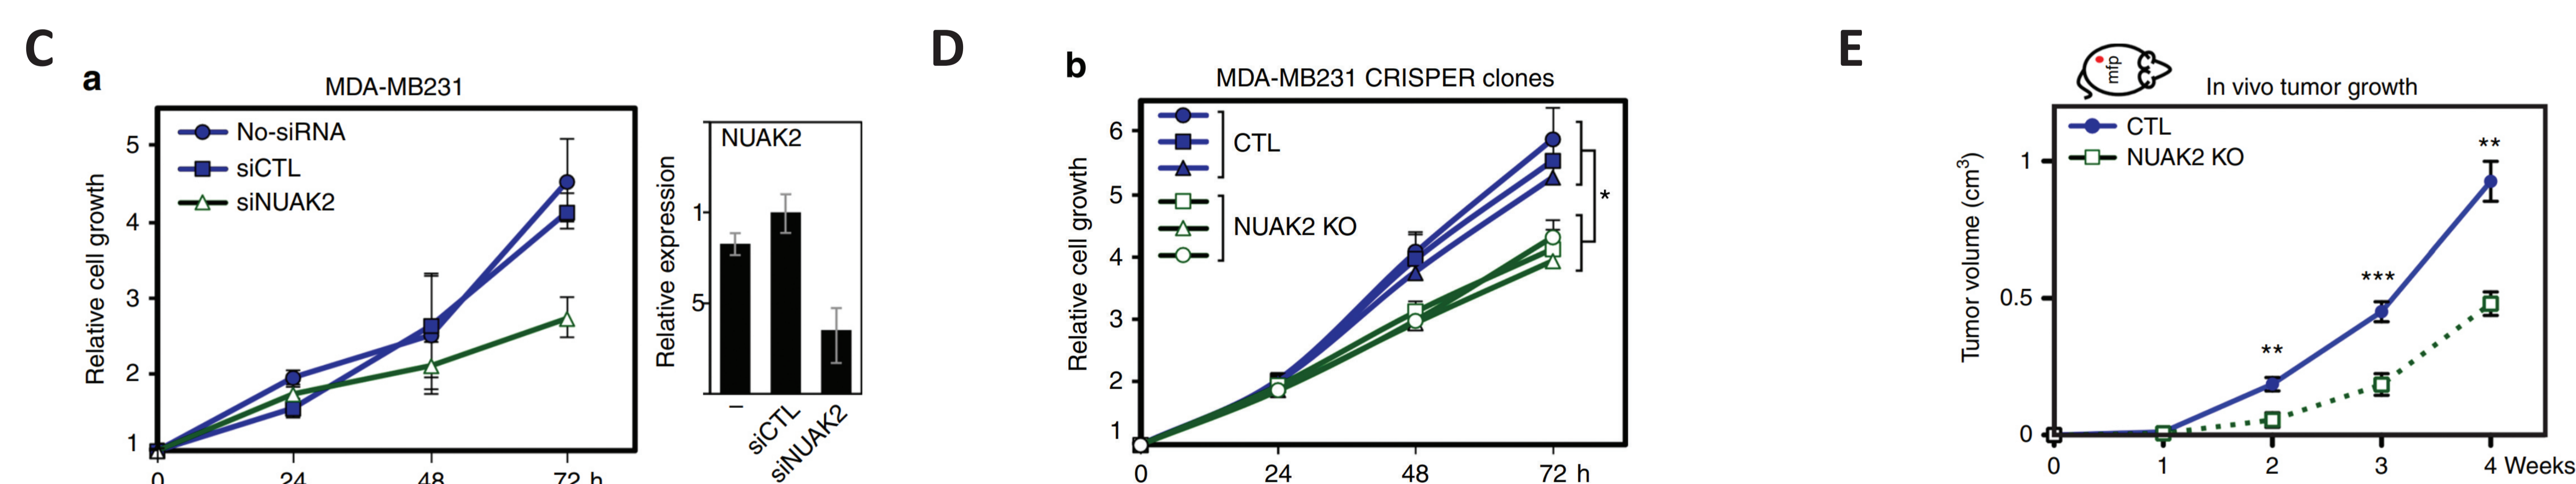 C
a
MDA-MB231
No-siRNA
siCTL
siNUAK2
Relative cell growth
5
4
3
2
1
0
24
48
72 h
NUAK2
Relative expression
1
5
–
siCTL
siNUAK2
D
b
MDA-MB231 CRISPER clones
CTL
NUAK2 KO
*
Relative cell growth
6
5
4
3
2
1
0
24
48
72 h
E
mfp
In vivo tumor growth
CTL
NUAK2 KO
Tumor volume (cm3)
1
0.5
0
**
***
**
0
1
2
3
4 Weeks